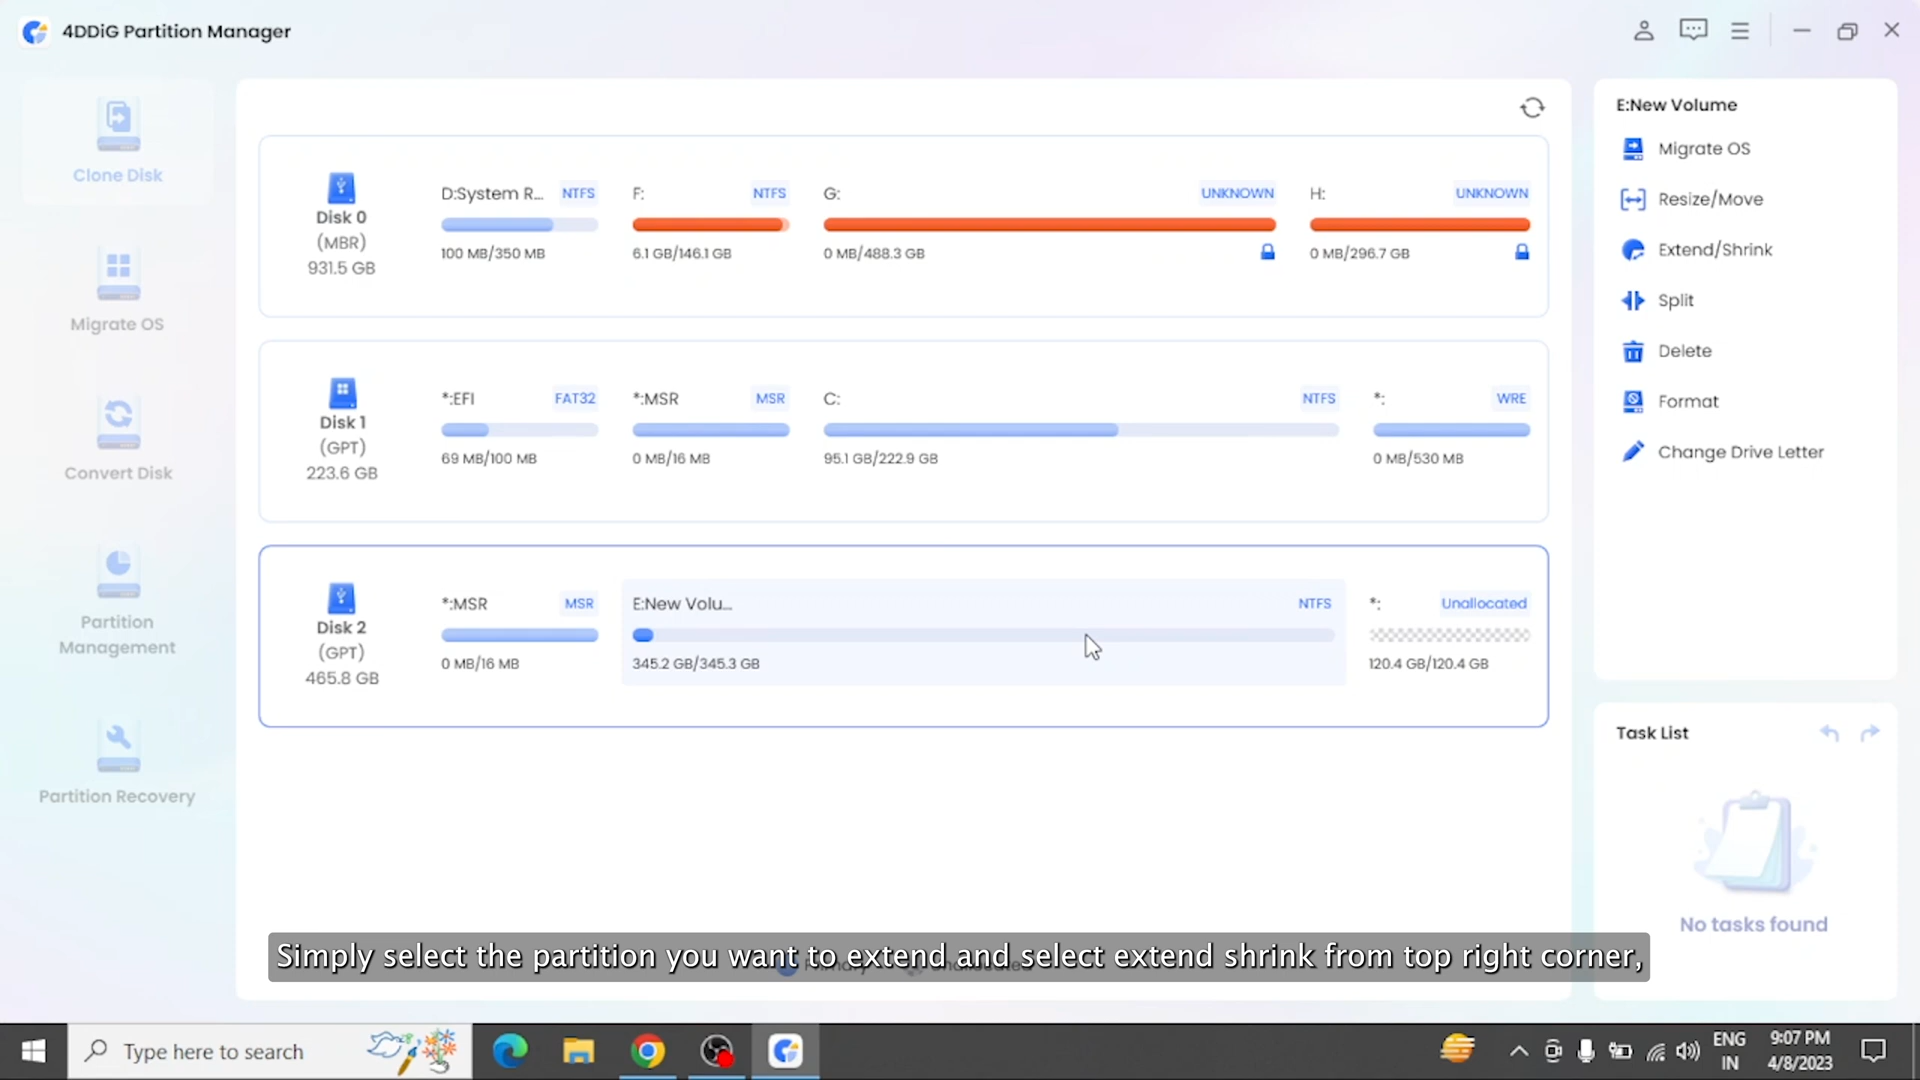 4DDiG Partition Manager
Clone Disk
Migrate OS
Convert Disk
Partition
Management
Partition Recovery
Disk 0
(MBR)
931.5 GB
D:System R... NTFS
100 MB/350 MB
F: NTFS
6.1 GB/146.1 GB
G: UNKNOWN
0 MB/488.3 GB
H: UNKNOWN
0 MB/296.7 GB
Disk 1
(GPT)
223.6 GB
*:EFI FAT32
69 MB/100 MB
*:MSR MSR
0 MB/16 MB
C: NTFS
95.1 GB/222.9 GB
*: WRE
0 MB/530 MB
Disk 2
(GPT)
465.8 GB
*:MSR MSR
0 MB/16 MB
E:New Volu... NTFS
345.2 GB/345.3 GB
*: Unallocated
120.4 GB/120.4 GB
E:New Volume
Migrate OS
Resize/Move
Extend/Shrink
Split
Delete
Format
Change Drive Letter
Task List
No tasks found
Simply select the partition you want to extend and select extend shrink from top right corner,
Type here to search
ENG
IN
9:07 PM
4/8/2023